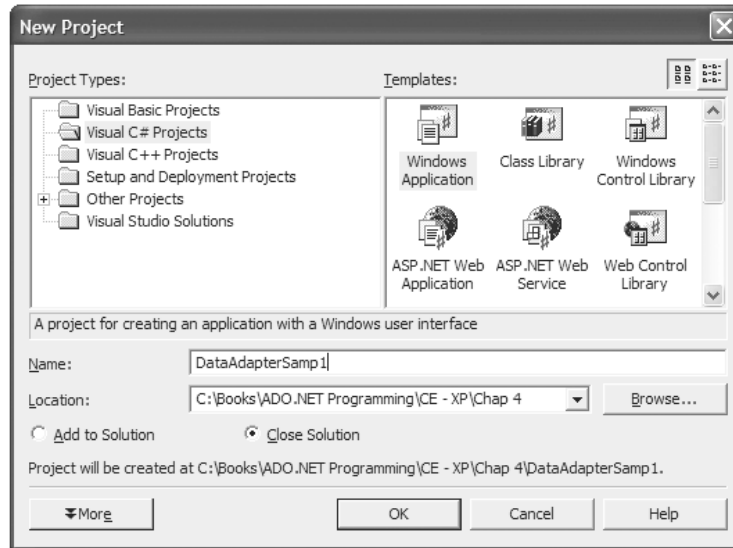 New Project
Project Types:
Templates:
Visual Basic Projects
Visual C# Projects
Visual C++ Projects
Setup and Deployment Projects
Other Projects
Visual Studio Solutions
Windows
Application
Class Library
Windows
Control Library
ASP.NET Web
Application
ASP.NET Web
Service
Web Control
Library
A project for creating an application with a Windows user interface
Name:
DataAdapterSamp1
Location:
C:\Books\ADO.NET Programming\CE - XP\Chap 4
Browse...
Add to Solution
Close Solution
Project will be created at C:\Books\ADO.NET Programming\CE - XP\Chap 4\DataAdapterSamp1.
More
OK
Cancel
Help